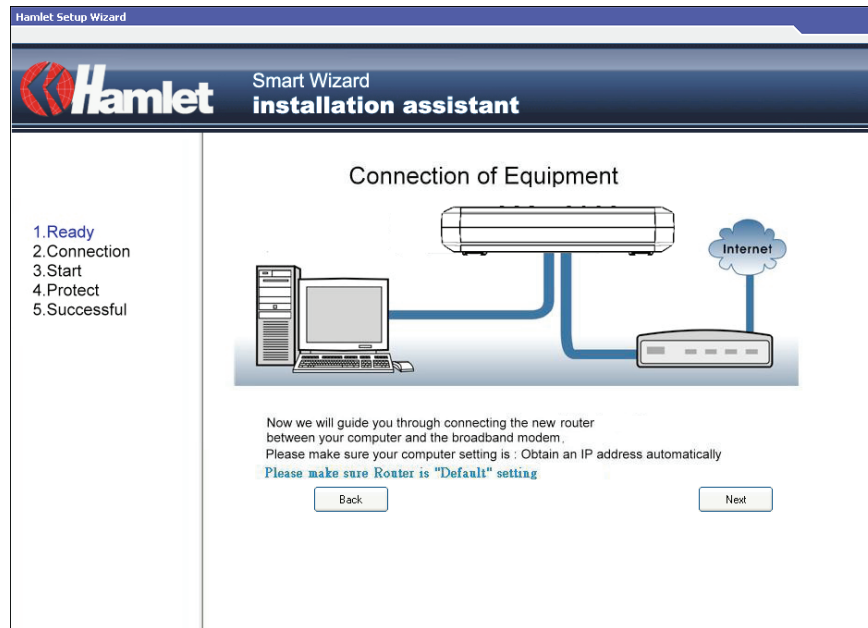 Hamlet Setup Wizard
Hamlet
Smart Wizard
installation assistant
1.Ready
2.Connection
3.Start
4.Protect
5.Successful
Connection of Equipment
Internet
Now we will guide you through connecting the new router
between your computer and the broadband modem.
Please make sure your computer setting is : Obtain an IP address automatically
Please make sure Router is "Default" setting
Back
Next